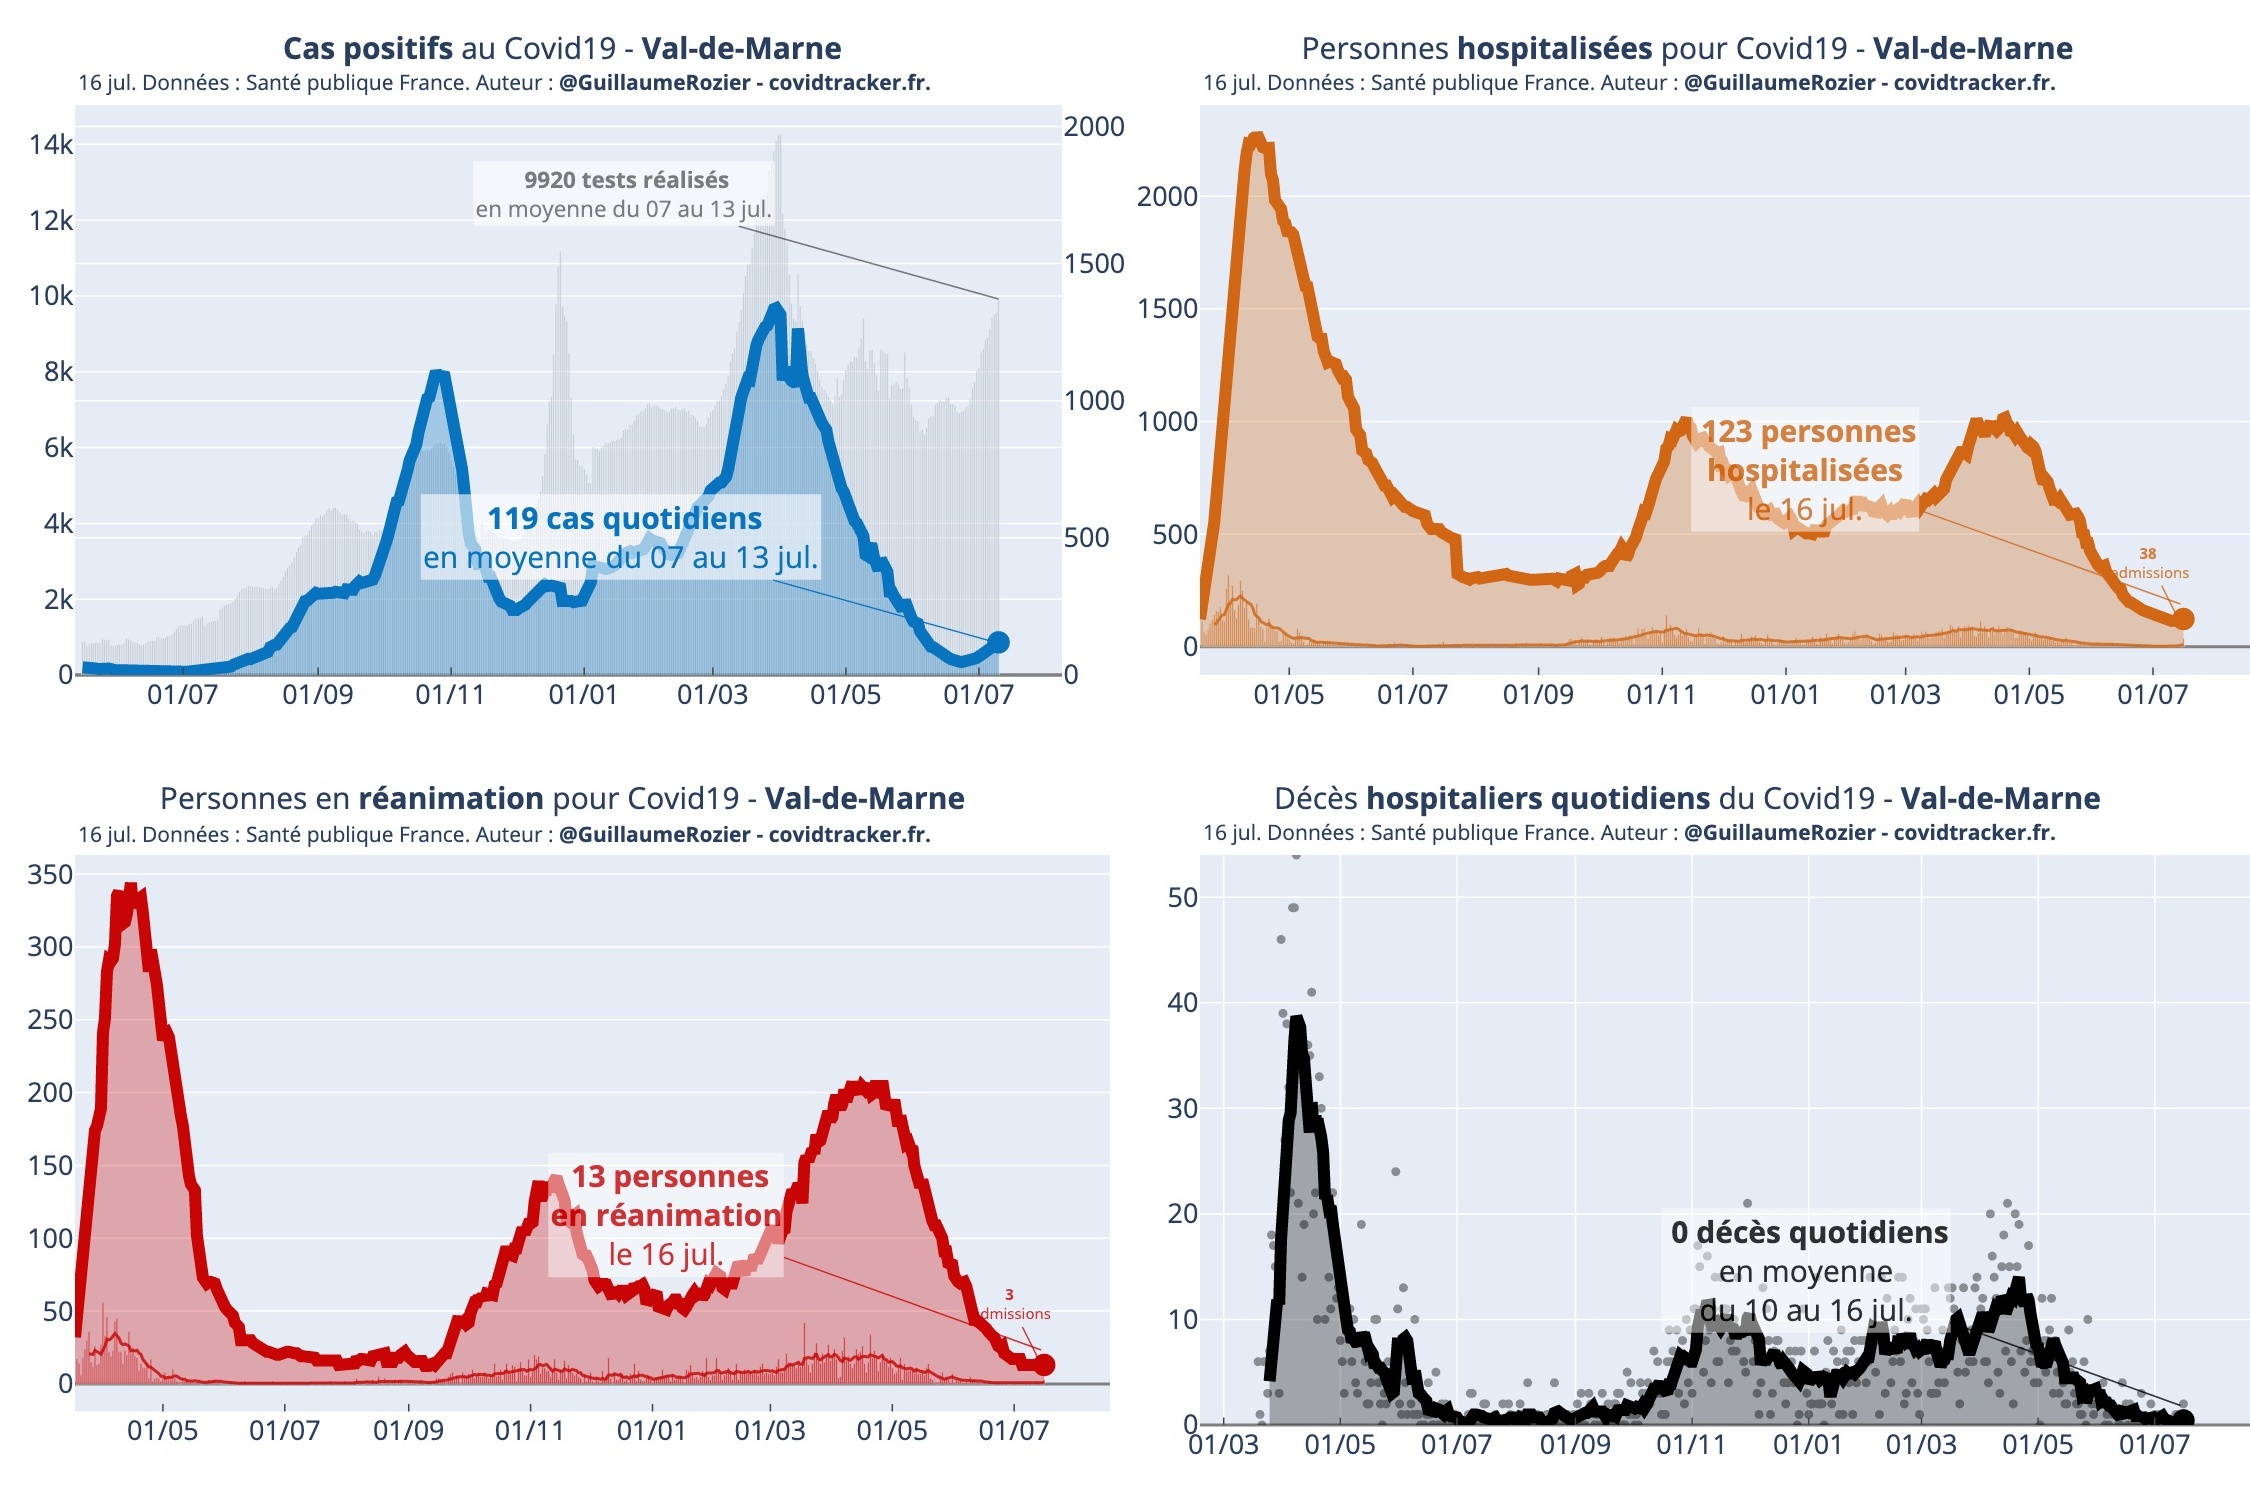 Cas positifs au Covid19 - Val-de-Marne
16 jul. Données : Santé publique France. Auteur : @GuillaumeRozier - covidtracker.fr.
14k
12k
10k
8k
6k
4k
2k
0
2000
1500
1000
500
0
9920 tests réalisés
en moyenne du 07 au 13 jul.
119 cas quotidiens
en moyenne du 07 au 13 jul.
01/07 01/09 01/11 01/01 01/03 01/05 01/07
Personnes hospitalisées pour Covid19 - Val-de-Marne
16 jul. Données : Santé publique France. Auteur : @GuillaumeRozier - covidtracker.fr.
2000
1500
1000
500
0
123 personnes
hospitalisées
le 16 jul.
38
admissions
01/05 01/07 01/09 01/11 01/01 01/03 01/05 01/07
Personnes en réanimation pour Covid19 - Val-de-Marne
16 jul. Données : Santé publique France. Auteur : @GuillaumeRozier - covidtracker.fr.
350
300
250
200
150
100
50
0
13 personnes
en réanimation
le 16 jul.
3
dmissions
01/05 01/07 01/09 01/11 01/01 01/03 01/05 01/07
Décès hospitaliers quotidiens du Covid19 - Val-de-Marne
16 jul. Données : Santé publique France. Auteur : @GuillaumeRozier - covidtracker.fr.
50
40
30
20
10
0
0 décès quotidiens
en moyenne
du 10 au 16 jul.
01/03 01/05 01/07 01/09 01/11 01/01 01/03 01/05 01/07